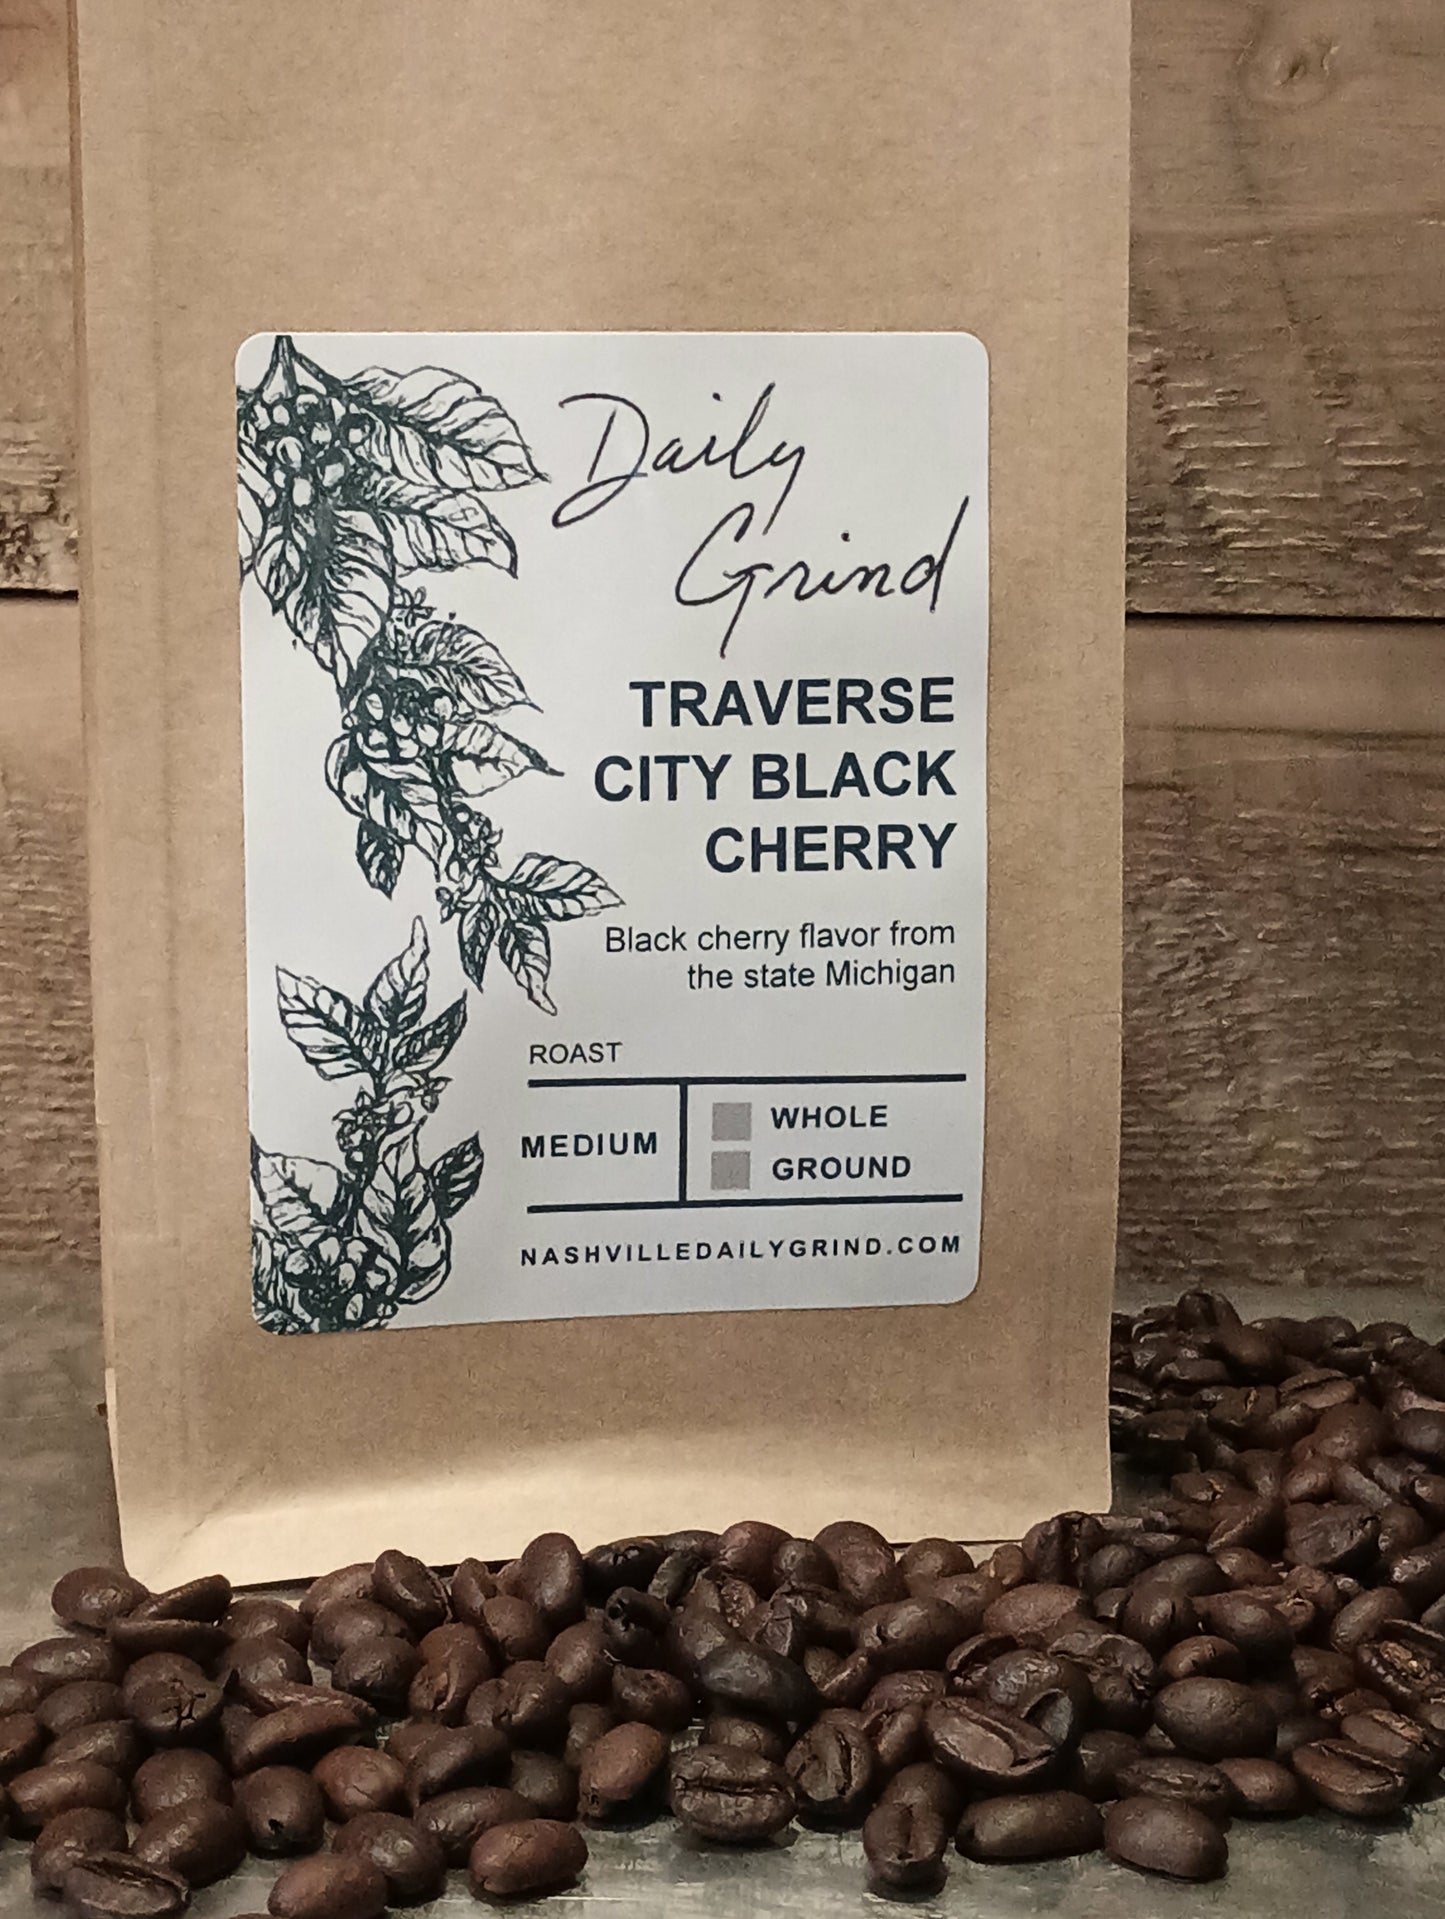 Daily
Grind
TRAVERSE
CITY BLACK
CHERRY
Black cherry flavor from
the state Michigan
ROAST
MEDIUM
WHOLE
GROUND
NASHVILLEDAILYGRIND.COM